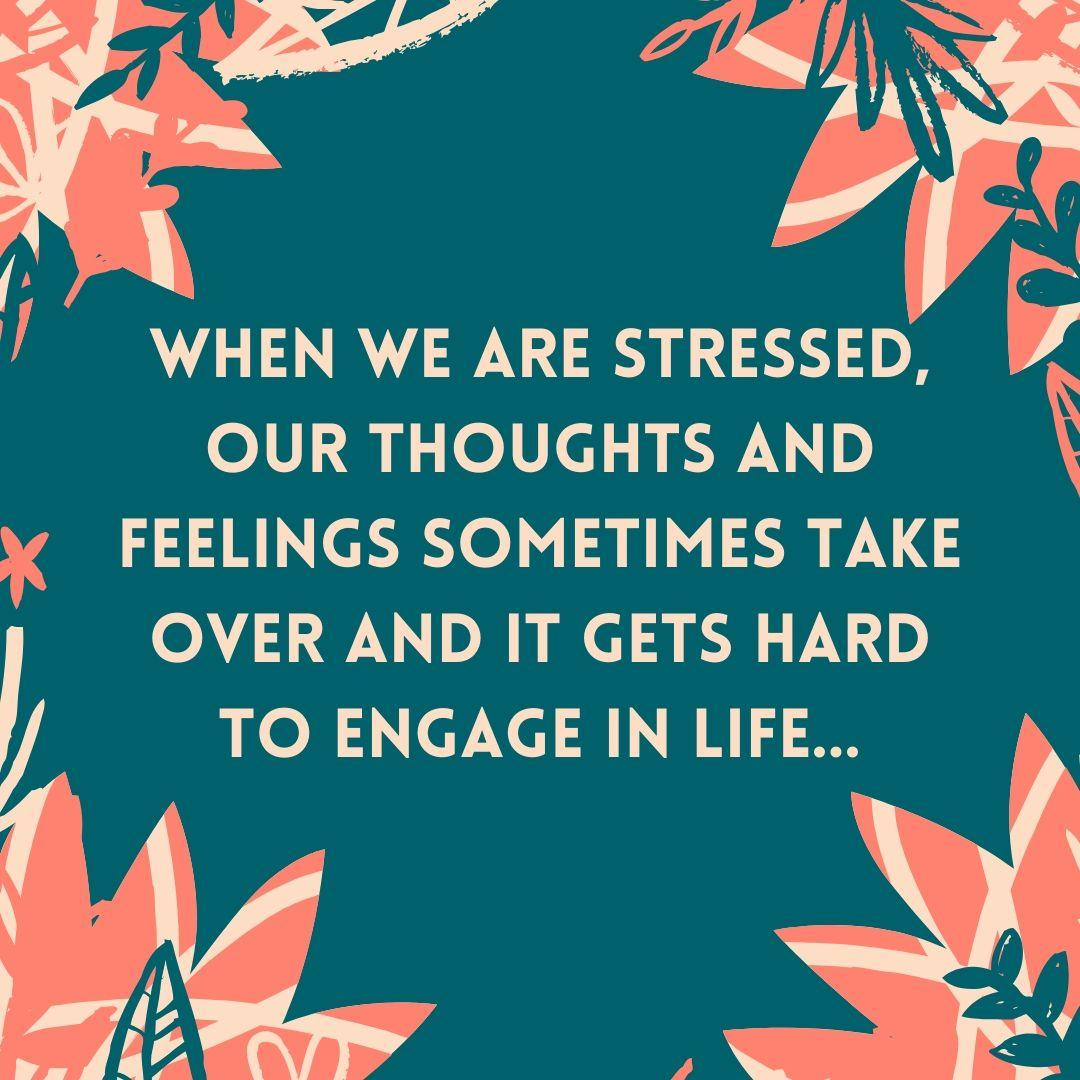 WHEN WE ARE STRESSED,
OUR THOUGHTS AND
FEELINGS SOMETIMES TAKE
OVER AND IT GETS HARD
TO ENGAGE IN LIFE...